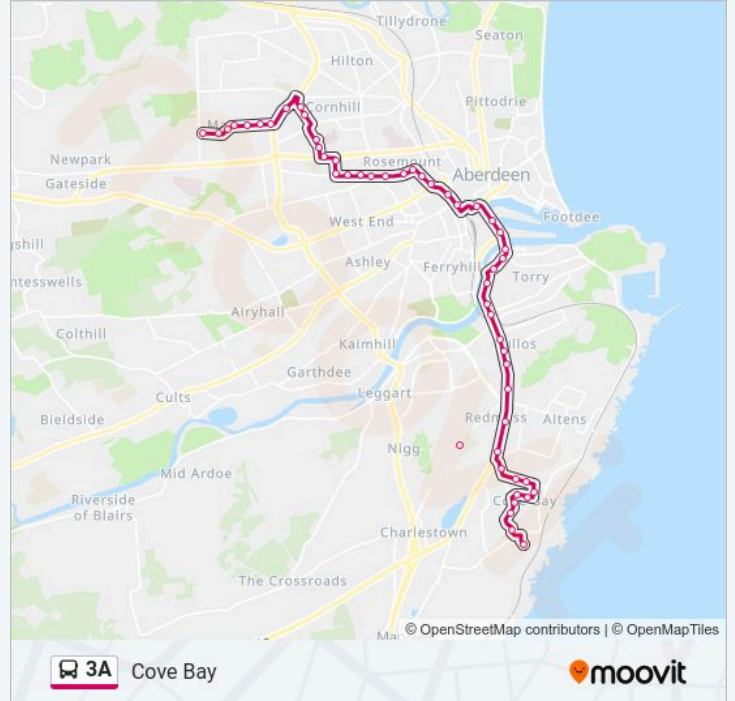 Tillydrone
Seaton
Hilton
Cornhill
Pittodrie
Newpark
Rosemount
Gateside
Aberdeen
West End
Footdee
Ashley
Ferryhill
Torry
Airyhall
Colthill
Kaimhill
Garthdee
Cults
Leggart
Bieldside
Altens
Nigg
Mid Ardoe
Riverside
of Blairs
Charlestown
The Crossroads
© OpenStreetMap contributors | © OpenMapTiles
3A Cove Bay
moovit